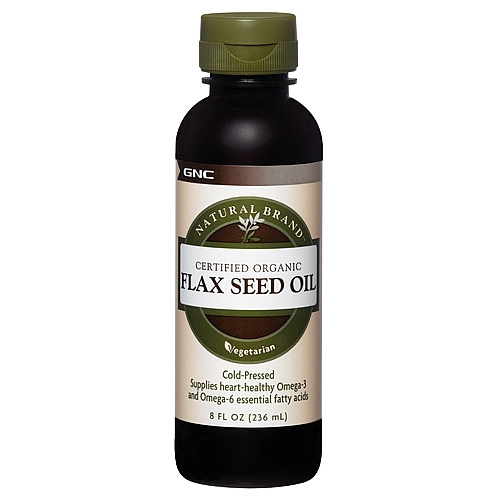 GNC
NATURAL BRAND™
CERTIFIED ORGANIC
FLAX SEED OIL
Vegetarian
Cold-Pressed
Supplies heart-healthy Omega-3
and Omega-6 essential fatty acids
8 FL OZ (236 mL)